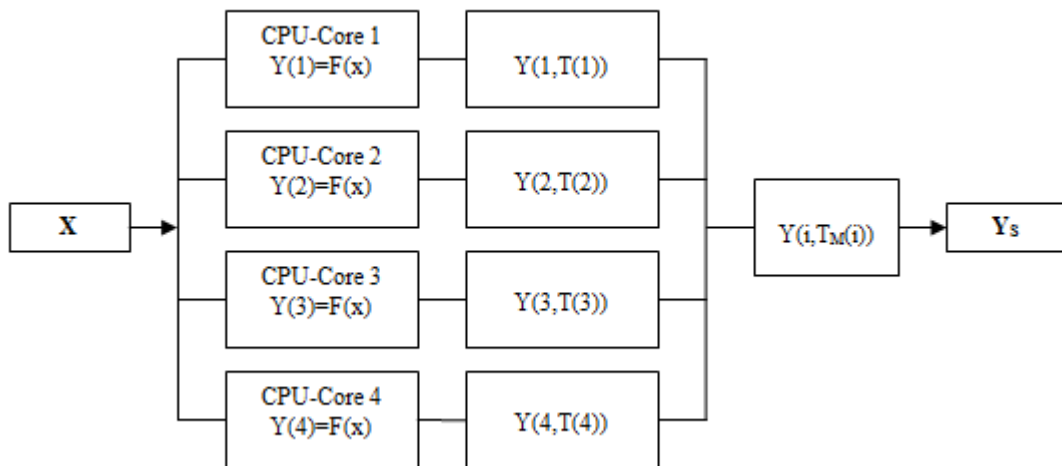 X
CPU-Core 1
Y(1)=F(x)
Y(1,T(1))
CPU-Core 2
Y(2)=F(x)
Y(2,T(2))
CPU-Core 3
Y(3)=F(x)
Y(3,T(3))
CPU-Core 4
Y(4)=F(x)
Y(4,T(4))
Y(i,TM(i))
YS